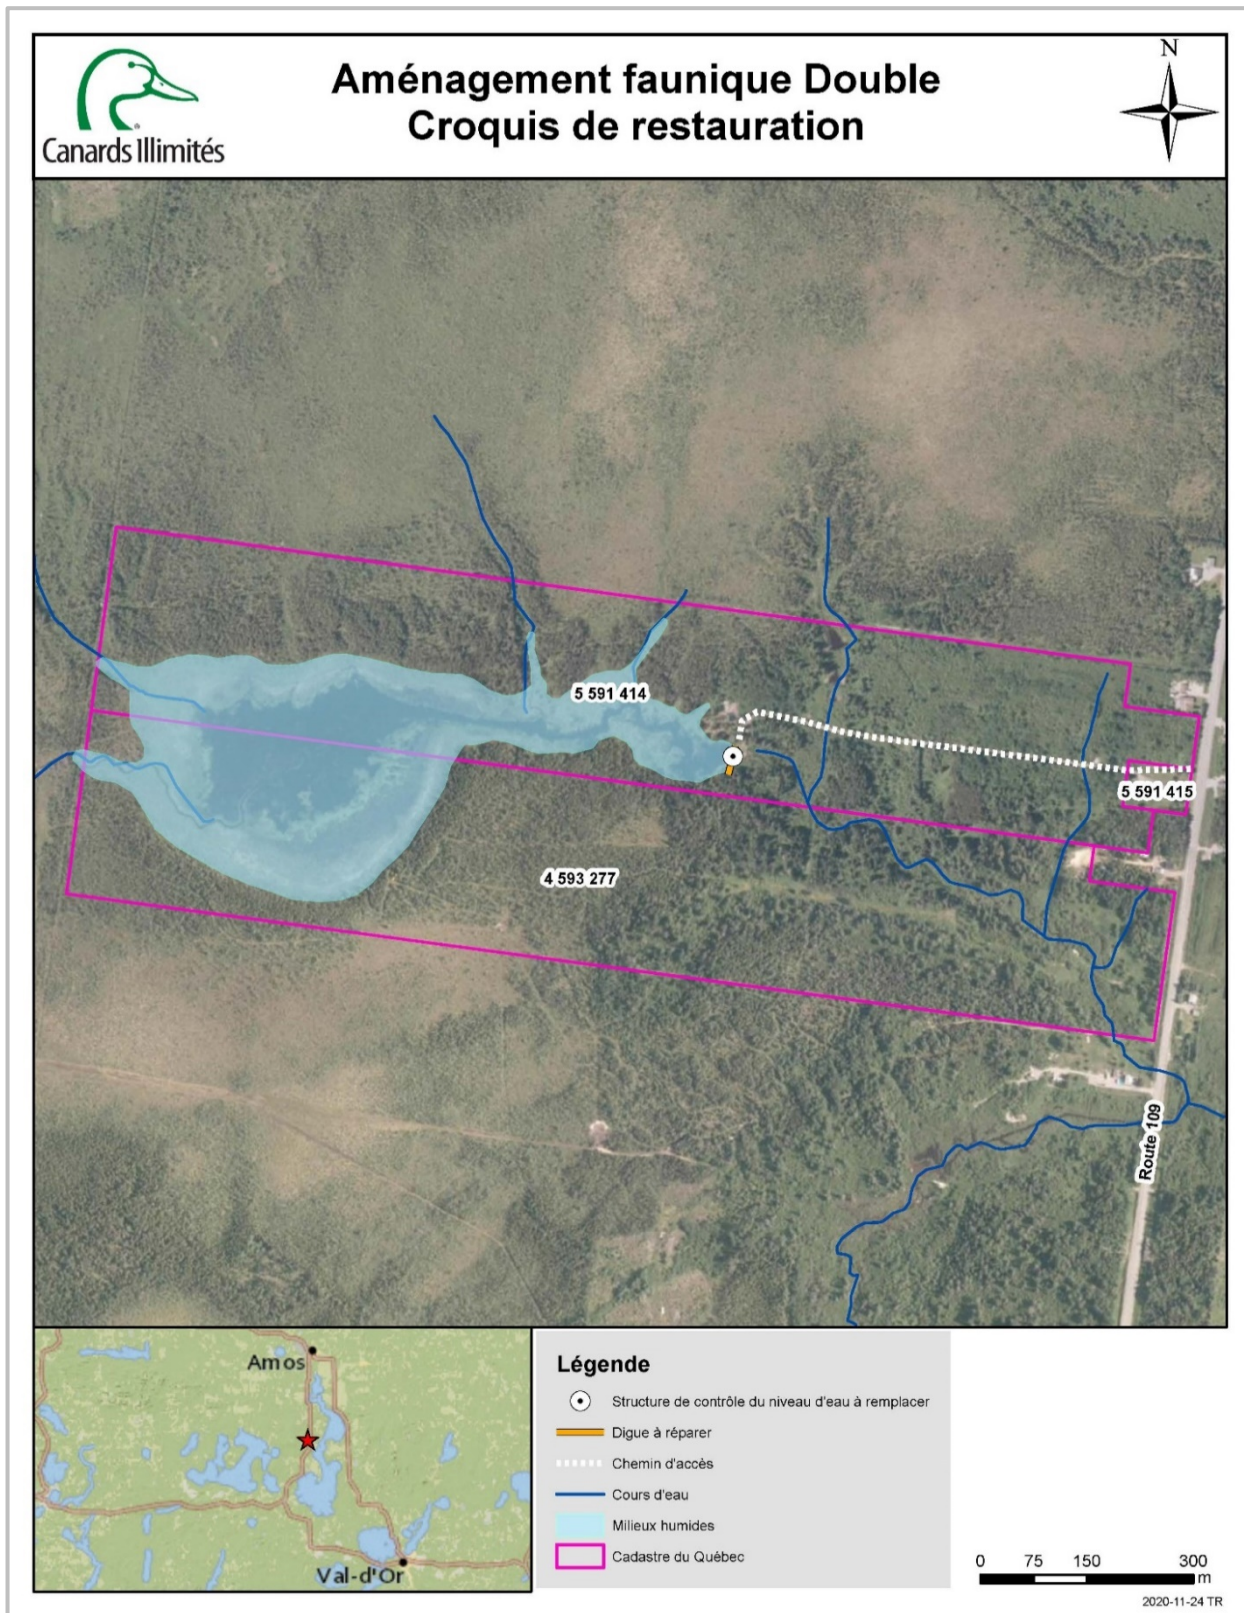 Canards Illimités
Aménagement faunique Double
Croquis de restauration
N
5 591 414
5 591 415
4 593 277
Route 109
Amos
Val-d'Or
Légende
Structure de contrôle du niveau d'eau à remplacer
Digue à réparer
Chemin d'accès
Cours d'eau
Milieux humides
Cadastre du Québec
0 75 150 300
m
2020-11-24 TR